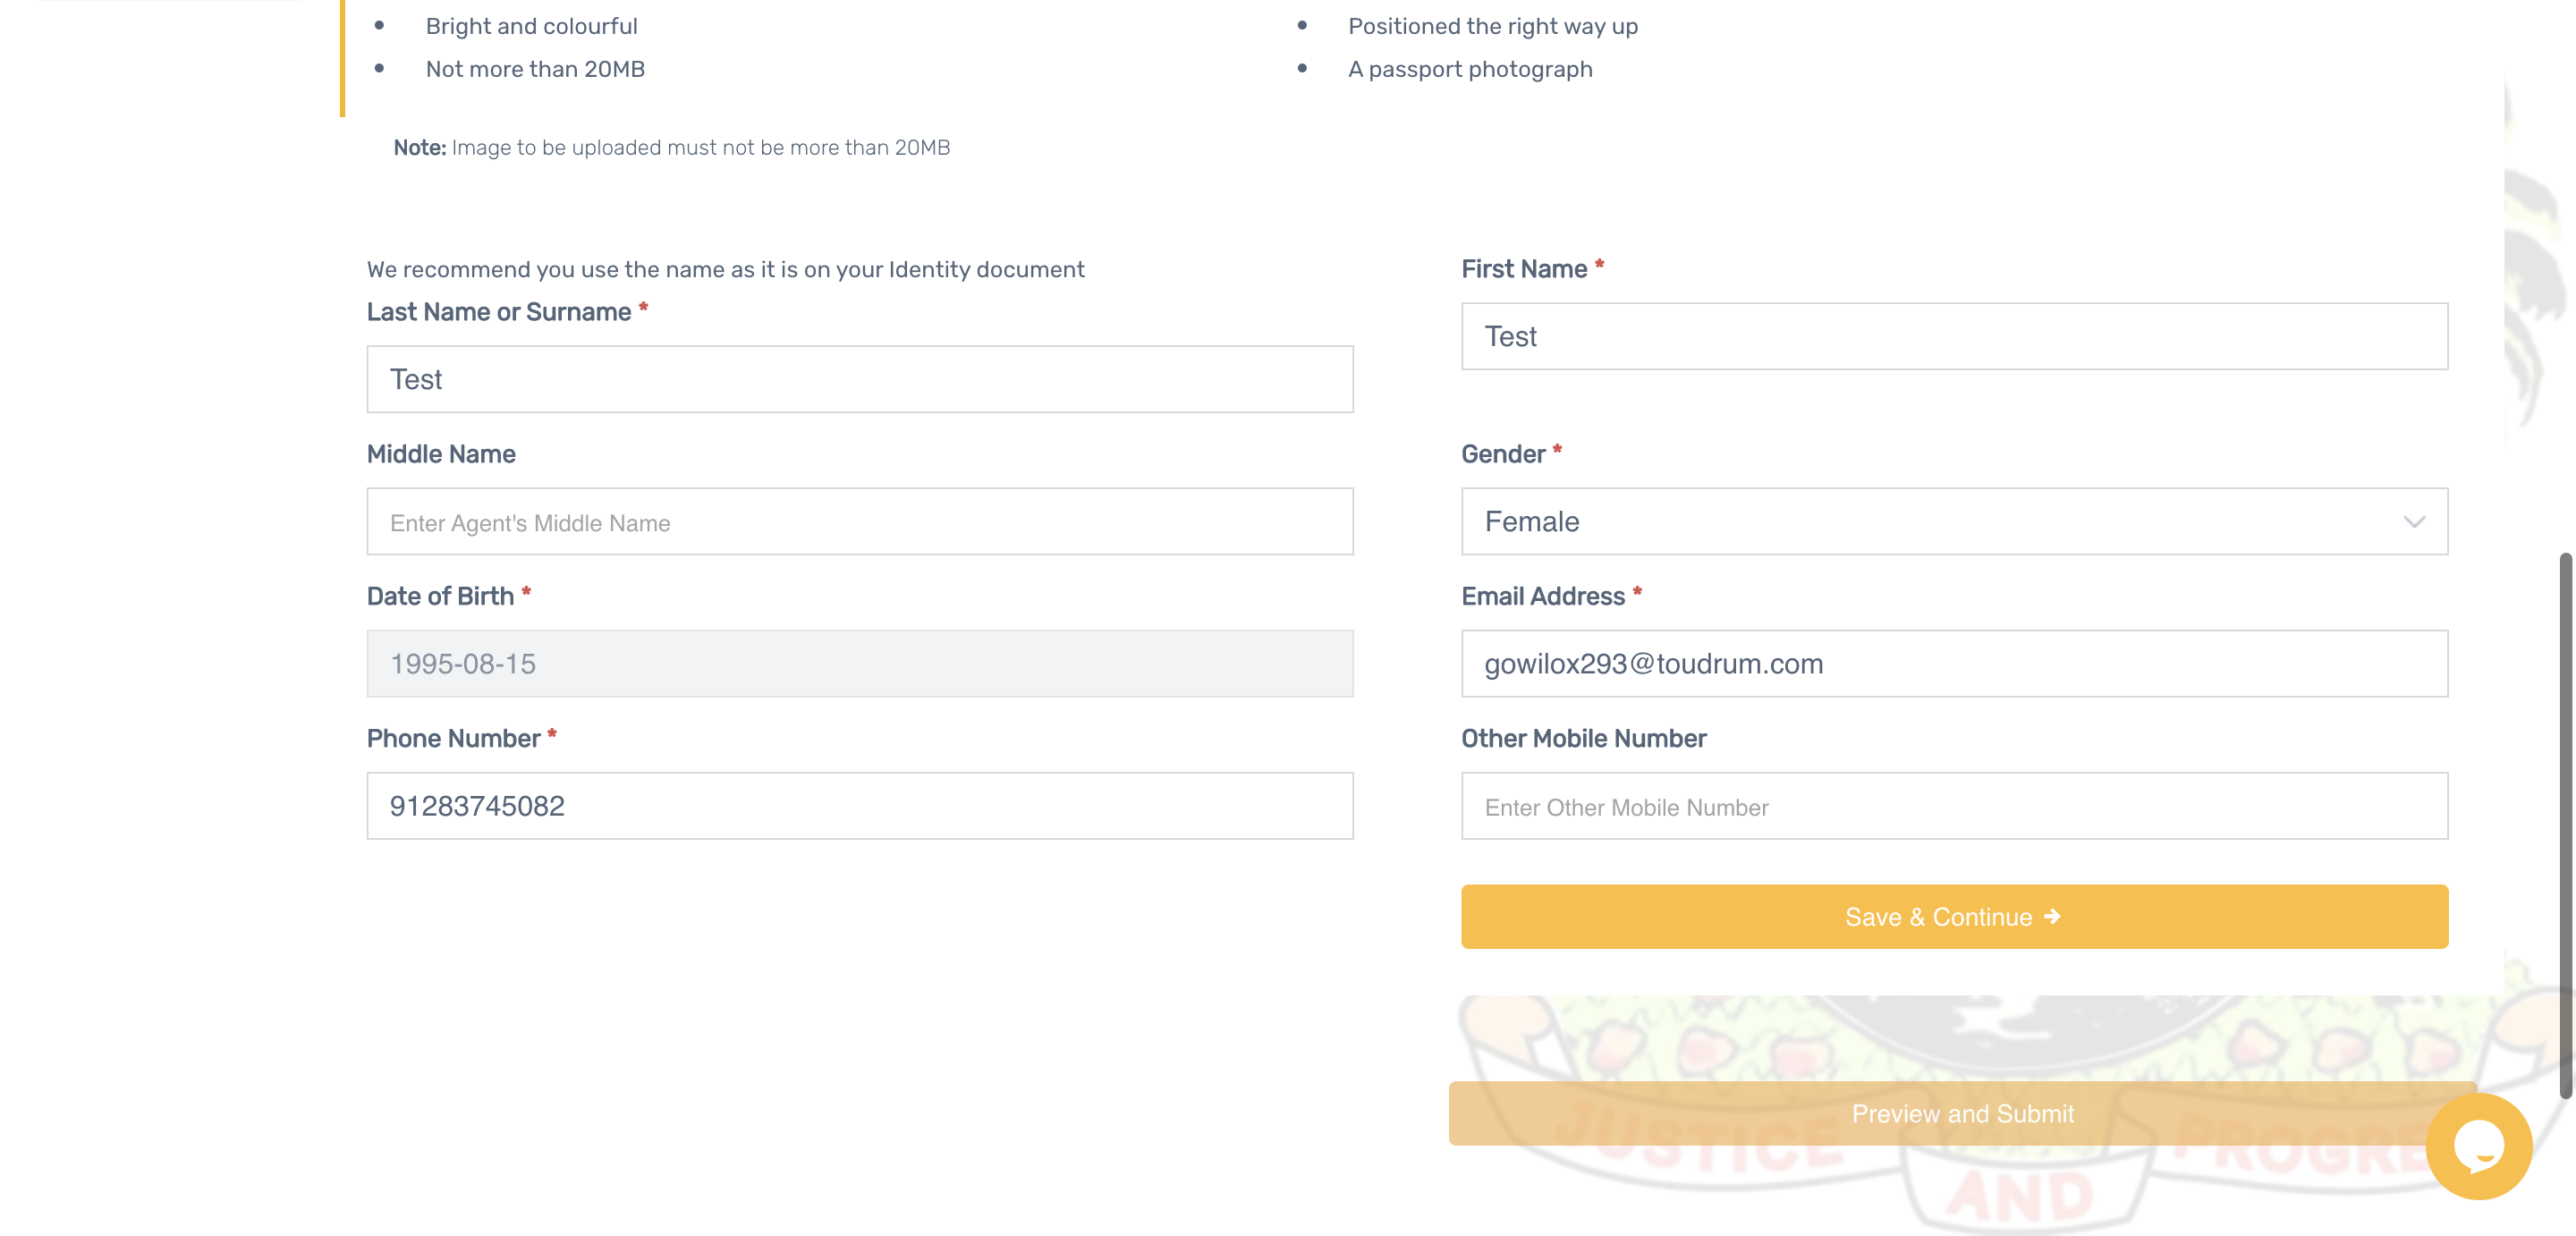 Bright and colourful
Not more than 20MB
Positioned the right way up
A passport photograph
Note: Image to be uploaded must not be more than 20MB
We recommend you use the name as it is on your Identity document
Last Name or Surname *
Test
First Name *
Test
Middle Name
Enter Agent's Middle Name
Gender *
Female
Date of Birth *
1995-08-15
Email Address *
gowilox293@toudrum.com
Phone Number *
91283745082
Other Mobile Number
Enter Other Mobile Number
Save & Continue
Preview and Submit
JUSTICE
AND
PROGRE